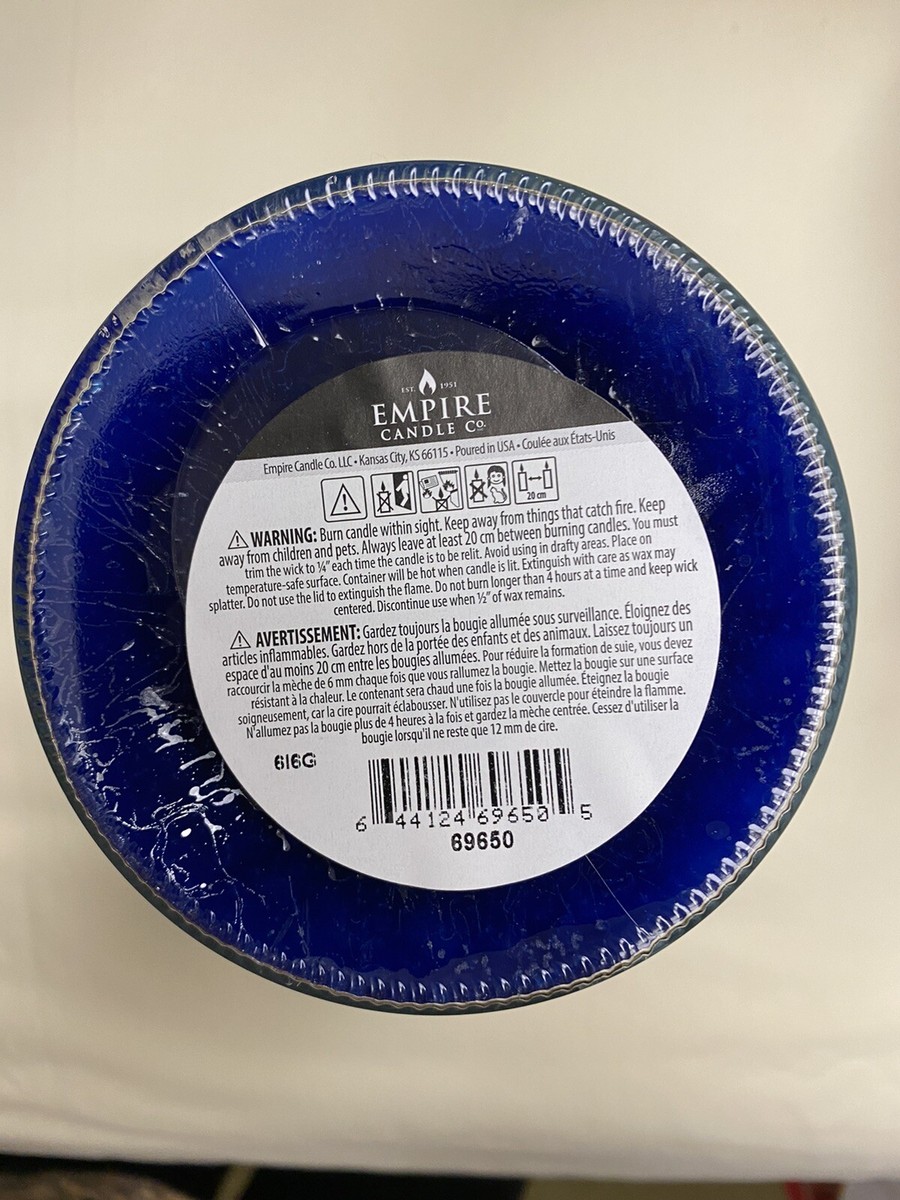 EST. 1951
EMPIRE
CANDLE CO.
Empire Candle Co. LLC • Kansas City, KS 66115 • Poured in USA • Coulée aux États-Unis
20 cm
WARNING: Burn candle within sight. Keep away from things that catch fire. Keep
away from children and pets. Always leave at least 20 cm between burning candles. You must
trim the wick to ¼" each time the candle is to be relit. Avoid using in drafty areas. Place on
temperature-safe surface. Container will be hot when candle is lit. Extinguish with care as wax may
splatter. Do not use the lid to extinguish the flame. Do not burn longer than 4 hours at a time and keep wick
centered. Discontinue use when ½" of wax remains.
AVERTISSEMENT: Gardez toujours la bougie allumée sous surveillance. Éloignez des
articles inflammables. Gardez hors de la portée des enfants et des animaux. Laissez toujours un
espace d'au moins 20 cm entre les bougies allumées. Pour réduire la formation de suie, vous devez
raccourcir la mèche de 6 mm chaque fois que vous rallumez la bougie. Mettez la bougie sur une surface
résistant à la chaleur. Le contenant sera chaud une fois la bougie allumée. Éteignez la bougie
soigneusement, car la cire pourrait éclabousser. N'utilisez pas le couvercle pour éteindre la flamme.
N'allumez pas la bougie plus de 4 heures à la fois et gardez la mèche centrée. Cessez d'utiliser la
bougie lorsqu'il ne reste que 12 mm de cire.
616G
6 44124 69650 5
69650